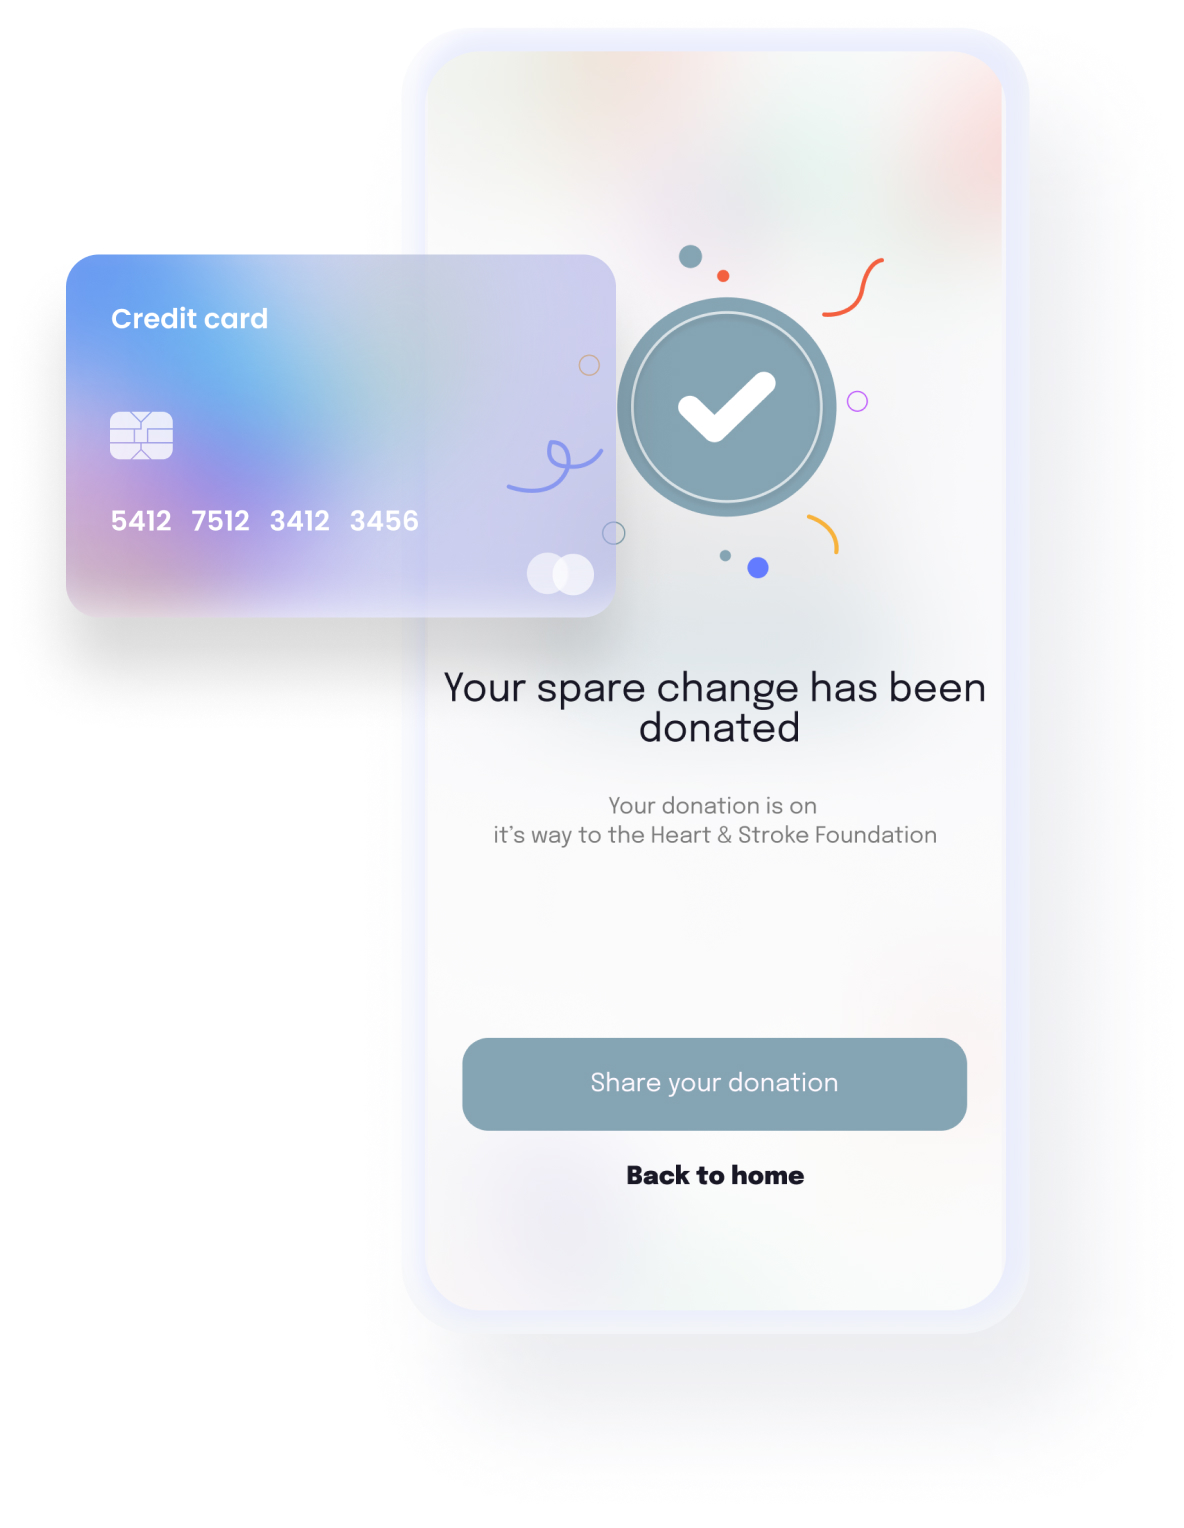 Credit card
5412 7512 3412 3456
Your spare change has been
donated
Your donation is on
it’s way to the Heart & Stroke Foundation
Share your donation
Back to home